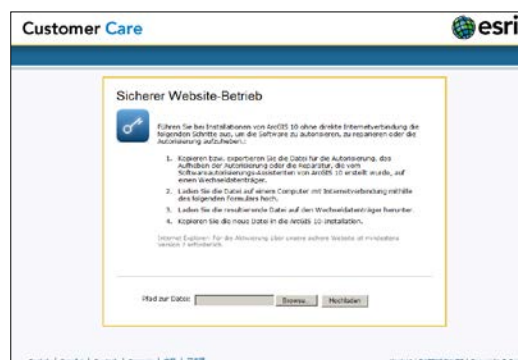 Customer Care
esri
Sicherer Website-Betrieb
Führen Sie bei Installationen von ArcGIS 10 ohne direkte Internetverbindung die
folgenden Schritte aus, um die Software zu autorisieren, zu reparieren oder die
Autorisierung aufzuheben.:
1. Kopieren bzw. exportieren Sie die Datei für die Autorisierung, das
Aufheben der Autorisierung oder die Reparatur, die vom
Softwareautorisierungs-Assistenten von ArcGIS 10 erstellt wurde, auf
einen Wechseldatenträger.
2. Laden Sie die Datei auf einem Computer mit Internetverbindung mithilfe
des folgenden Formulars hoch.
3. Laden Sie die resultierende Datei auf den Wechseldatenträger herunter.
4. Kopieren Sie die neue Datei in die ArcGIS 10-Installation.
Internet Explorer: Für die Aktivierung über unsere sichere Website ist mindestens
Version 7 erforderlich.
Pfad zur Datei: Browse... Hochladen